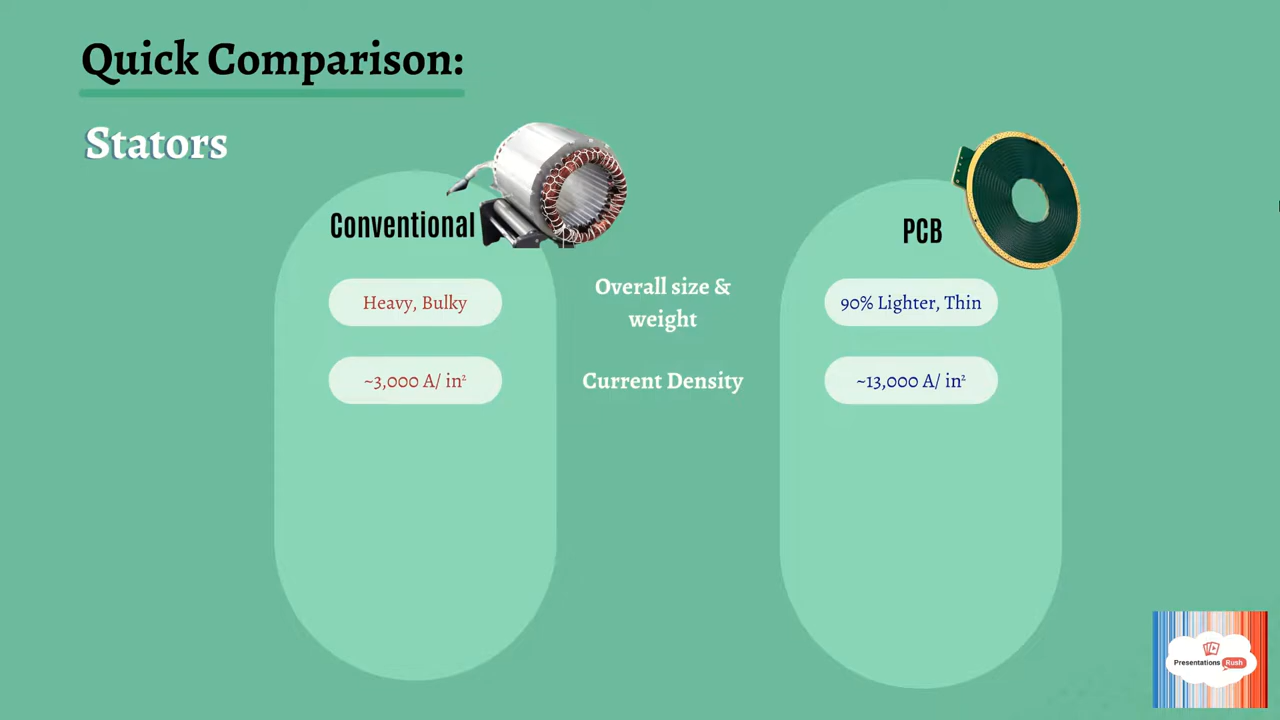 Quick Comparison:
Stators
Conventional
PCB
Heavy, Bulky
Overall size &
weight
90% Lighter, Thin
~3,000 A/ in²
Current Density
~13,000 A/ in²
Presentations Rush